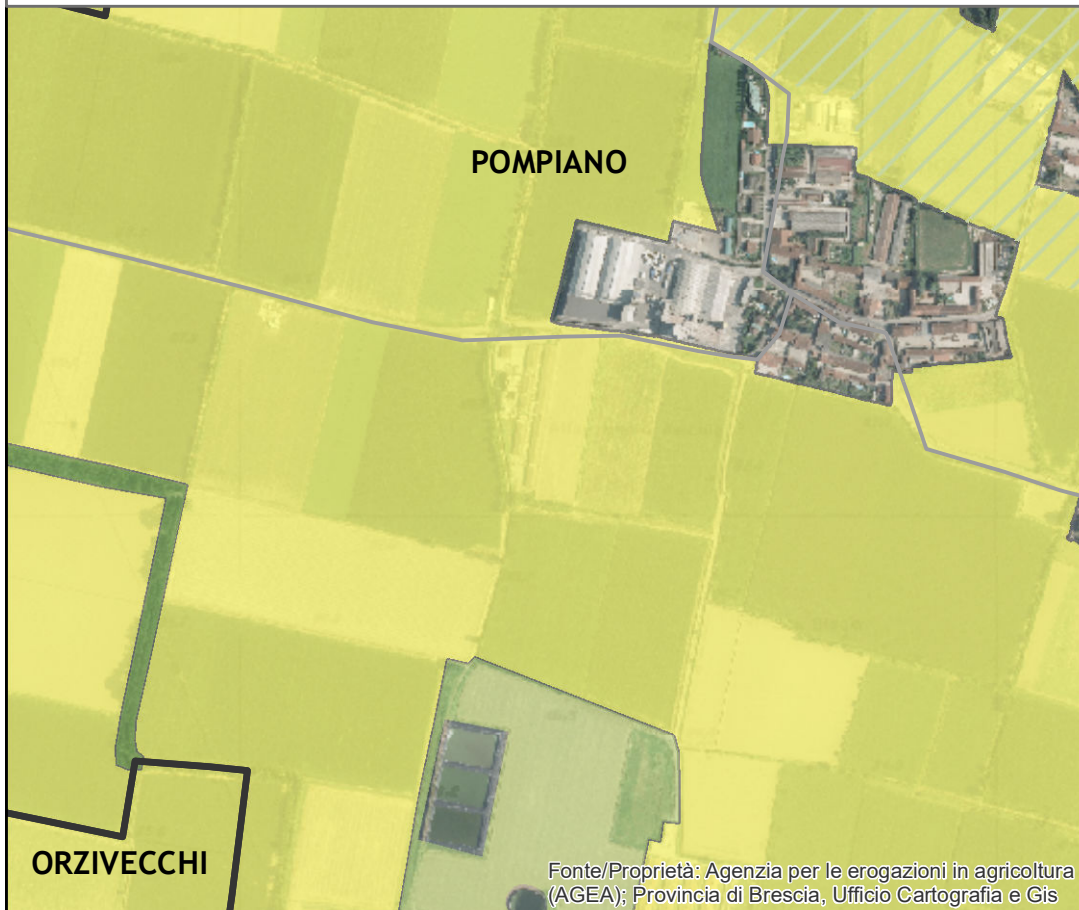 POMPIANO
ORZIVECCHI
Fonte/Proprietà: Agenzia per le erogazioni in agricoltura
(AGEA); Provincia di Brescia, Ufficio Cartografia e Gis